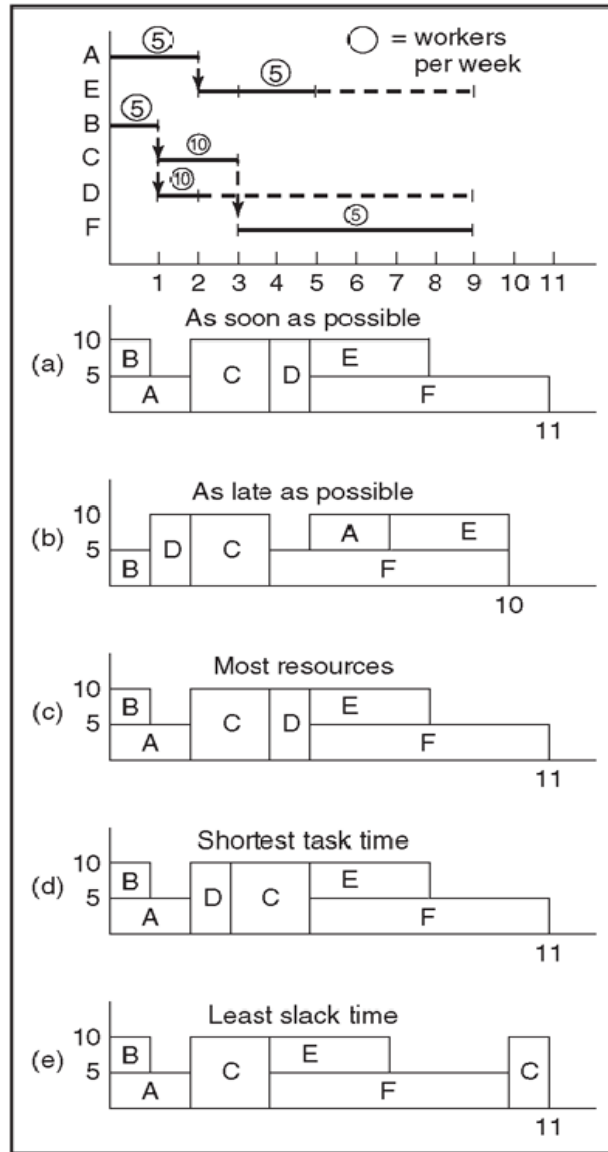 A ⑤ ○ = workers
per week
E ⑤
B ⑤
C ⑩
D ⑩
F ⑤
1 2 3 4 5 6 7 8 9 10 11
As soon as possible
(a) 10 5 B A C D E F 11
As late as possible
(b) 10 5 B D C A E F 10
Most resources
(c) 10 5 B A C D E F 11
Shortest task time
(d) 10 5 B A D C E F 11
Least slack time
(e) 10 5 B A C E F C 11